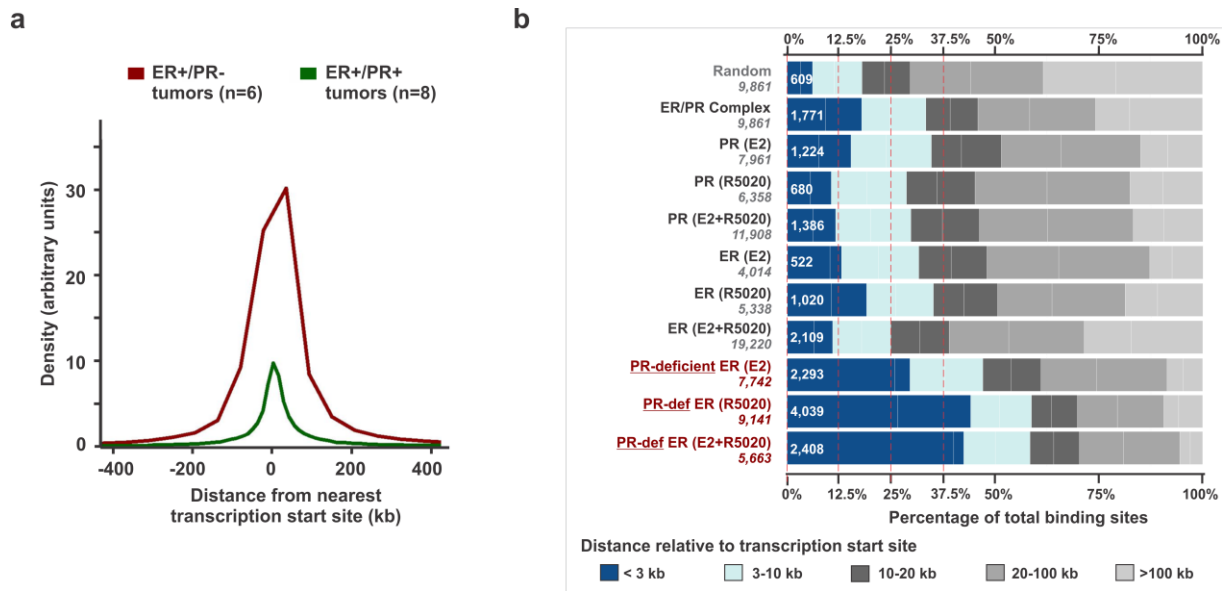 a
ER+/PR-
tumors (n=6)
ER+/PR+
tumors (n=8)
Density (arbitrary units)
30
20
10
0
-400
-200
0
200
400
Distance from nearest
transcription start site (kb)
b
0%
12.5%
25%
37.5%
50%
75%
100%
Random
9,861
609
ER/PR Complex
9,861
1,771
PR (E2)
7,961
1,224
PR (R5020)
6,358
680
PR (E2+R5020)
11,908
1,386
ER (E2)
4,014
522
ER (R5020)
5,338
1,020
ER (E2+R5020)
19,220
2,109
PR-deficient ER (E2)
7,742
2,293
PR-def ER (R5020)
9,141
4,039
PR-def ER (E2+R5020)
5,663
2,408
0%
12.5%
25%
37.5%
50%
75%
100%
Percentage of total binding sites
Distance relative to transcription start site
< 3 kb
3-10 kb
10-20 kb
20-100 kb
>100 kb